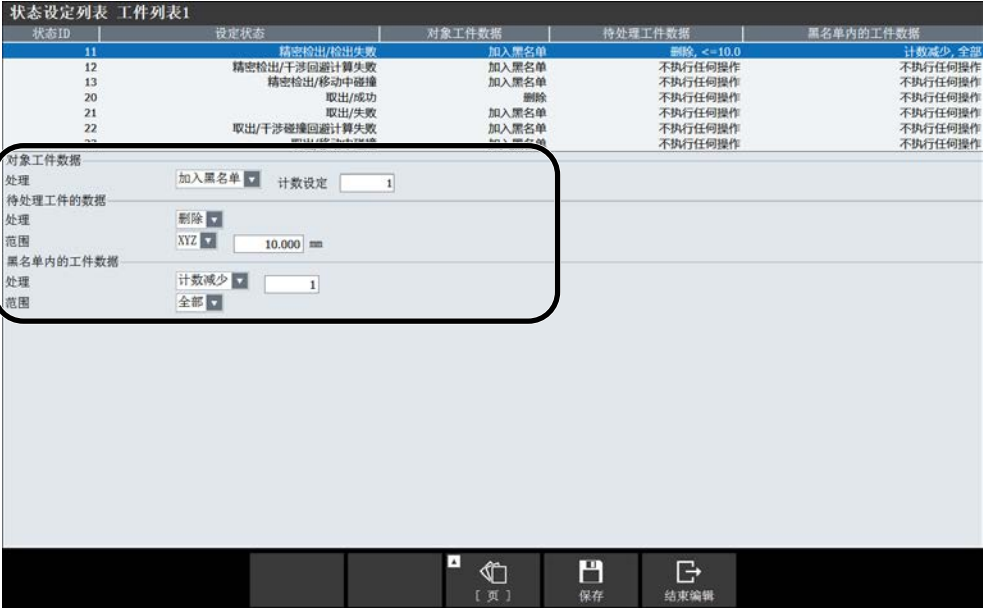 状态设定列表 工件列表1
状态ID 设定状态 对象工件数据 待处理工件数据 黑名单内的工件数据
11 精密检出/检出失败 加入黑名单 删除, <=10.0 计数减少, 全部
12 精密检出/干涉回避计算失败 加入黑名单 不执行任何操作 不执行任何操作
13 精密检出/移动中碰撞 加入黑名单 不执行任何操作 不执行任何操作
20 取出/成功 删除 不执行任何操作 不执行任何操作
21 取出/失败 加入黑名单 不执行任何操作 不执行任何操作
22 取出/干涉碰撞回避计算失败 加入黑名单 不执行任何操作 不执行任何操作
23 取出/移动中碰撞 加入黑名单 不执行任何操作 不执行任何操作
对象工件数据
处理 加入黑名单 计数设定 1
待处理工件的数据
处理 删除
范围 XYZ 10.000 mm
黑名单内的工件数据
处理 计数减少 1
范围 全部
[ 页 ] 保存 结束编辑